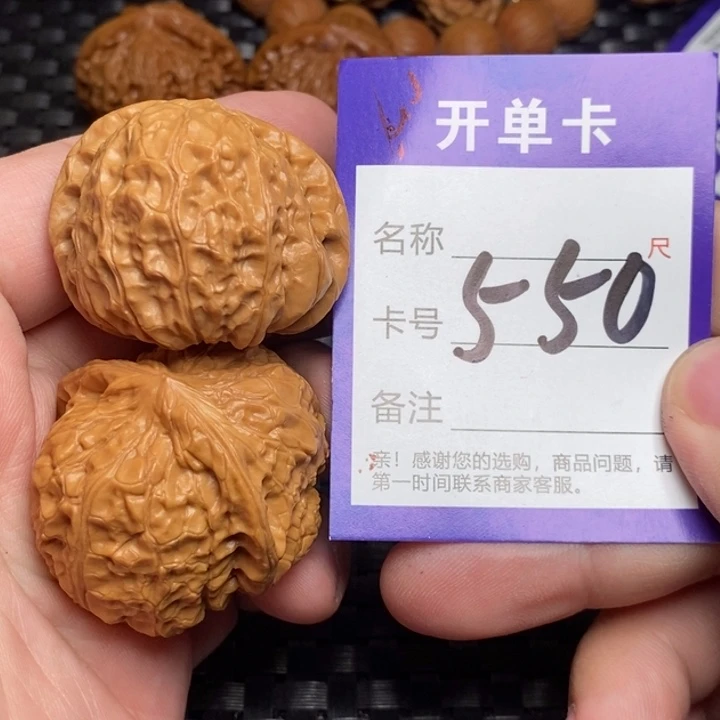 开单卡
名称
尺
卡号 550
备注
亲！感谢您的选购，商品问题，请
第一时间联系商家客服。